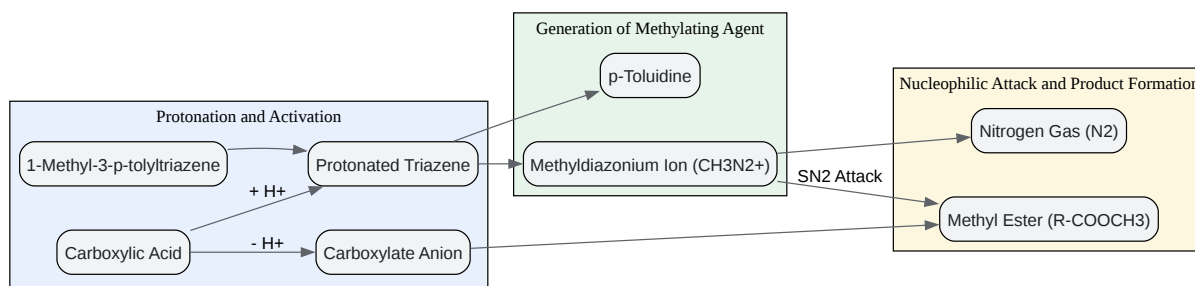 Generation of Methylating Agent
p-Toluidine
Nucleophilic Attack and Product Formation
Protonation and Activation
Nitrogen Gas (N2)
1-Methyl-3-p-tolyltriazene
Protonated Triazene
Methyldiazonium Ion (CH3N2+)
SN2 Attack
+ H+
Methyl Ester (R-COOCH3)
- H+
Carboxylic Acid
Carboxylate Anion